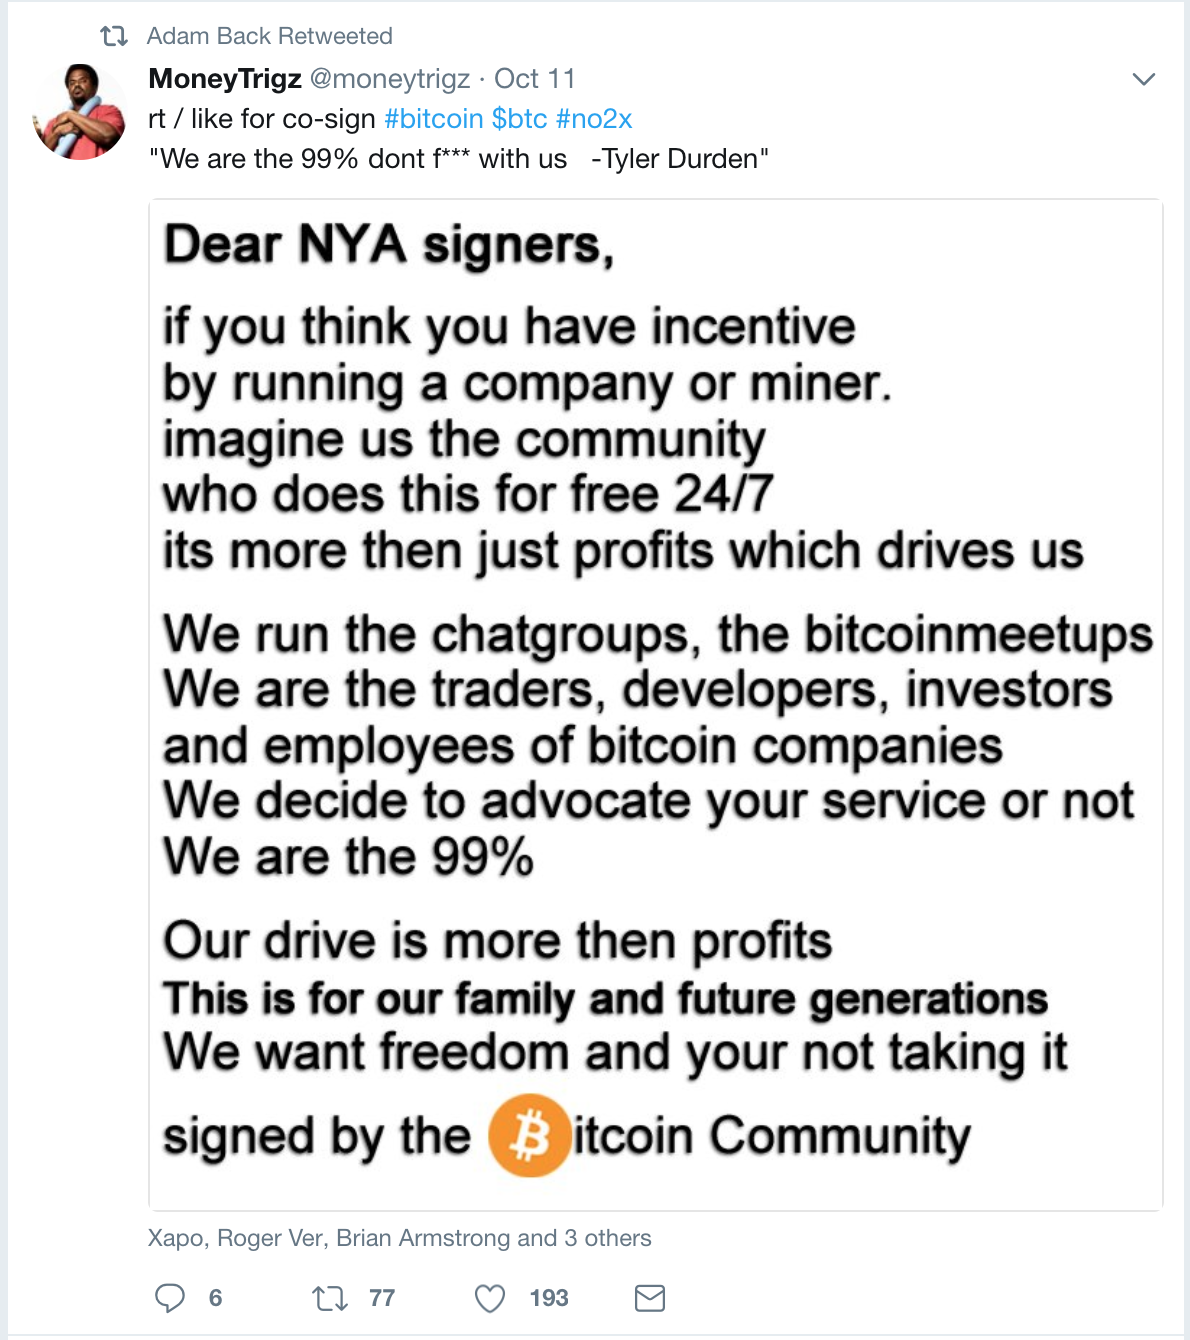 Adam Back Retweeted
MoneyTrigz @moneytrigz · Oct 11
rt / like for co-sign #bitcoin $btc #no2x
"We are the 99% dont f*** with us -Tyler Durden"
Dear NYA signers,
if you think you have incentive
by running a company or miner.
imagine us the community
who does this for free 24/7
its more then just profits which drives us
We run the chatgroups, the bitcoinmeetups
We are the traders, developers, investors
and employees of bitcoin companies
We decide to advocate your service or not
We are the 99%
Our drive is more then profits
This is for our family and future generations
We want freedom and your not taking it
signed by the Bitcoin Community
Xapo, Roger Ver, Brian Armstrong and 3 others
6 77 193